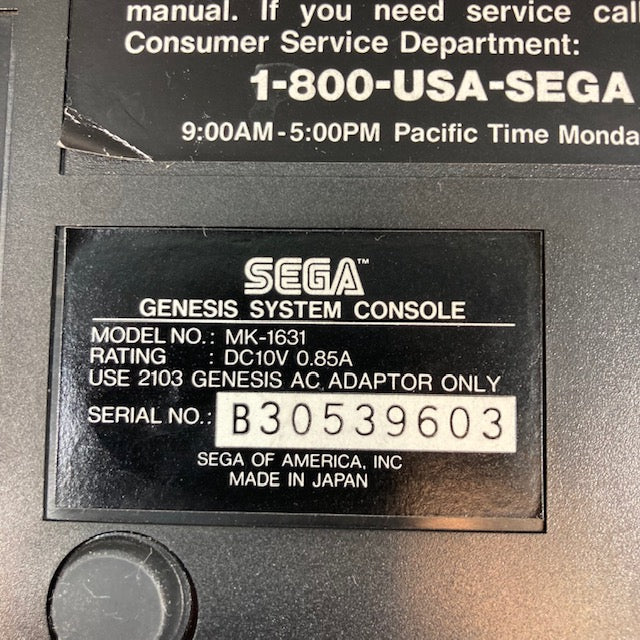 manual. If you need service call
Consumer Service Department:
1-800-USA-SEGA
9:00AM-5:00PM Pacific Time Monda
SEGA™
GENESIS SYSTEM CONSOLE
MODEL NO.: MK-1631
RATING : DC10V 0.85A
USE 2103 GENESIS AC ADAPTOR ONLY
SERIAL NO.: B30539603
SEGA OF AMERICA, INC
MADE IN JAPAN